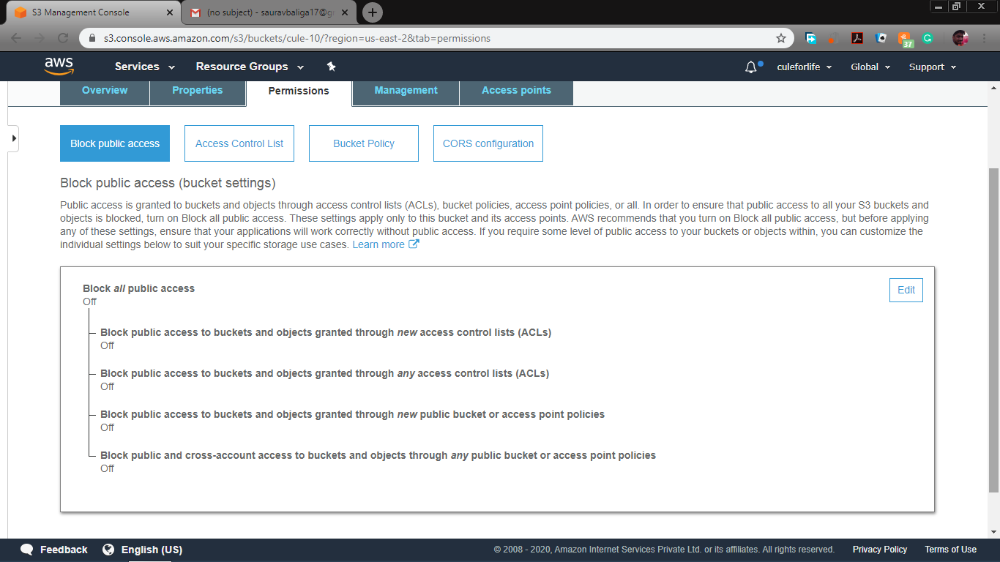 S3 Management Console
(no subject) - sauravbaliga17@g
s3.console.aws.amazon.com/s3/buckets/cule-10/?region=us-east-2&tab=permissions
37
aws
Services
Resource Groups
culeforlife
Global
Support
Overview
Properties
Permissions
Management
Access points
Block public access
Access Control List
Bucket Policy
CORS configuration
Block public access (bucket settings)
Public access is granted to buckets and objects through access control lists (ACLs), bucket policies, access point policies, or all. In order to ensure that public access to all your S3 buckets and
objects is blocked, turn on Block all public access. These settings apply only to this bucket and its access points. AWS recommends that you turn on Block all public access, but before applying
any of these settings, ensure that your applications will work correctly without public access. If you require some level of public access to your buckets or objects within, you can customize the
individual settings below to suit your specific storage use cases. Learn more
Block all public access
Off
Edit
Block public access to buckets and objects granted through new access control lists (ACLs)
Off
Block public access to buckets and objects granted through any access control lists (ACLs)
Off
Block public access to buckets and objects granted through new public bucket or access point policies
Off
Block public and cross-account access to buckets and objects through any public bucket or access point policies
Off
Feedback
English (US)
© 2008 - 2020, Amazon Internet Services Private Ltd. or its affiliates. All rights reserved.
Privacy Policy
Terms of Use